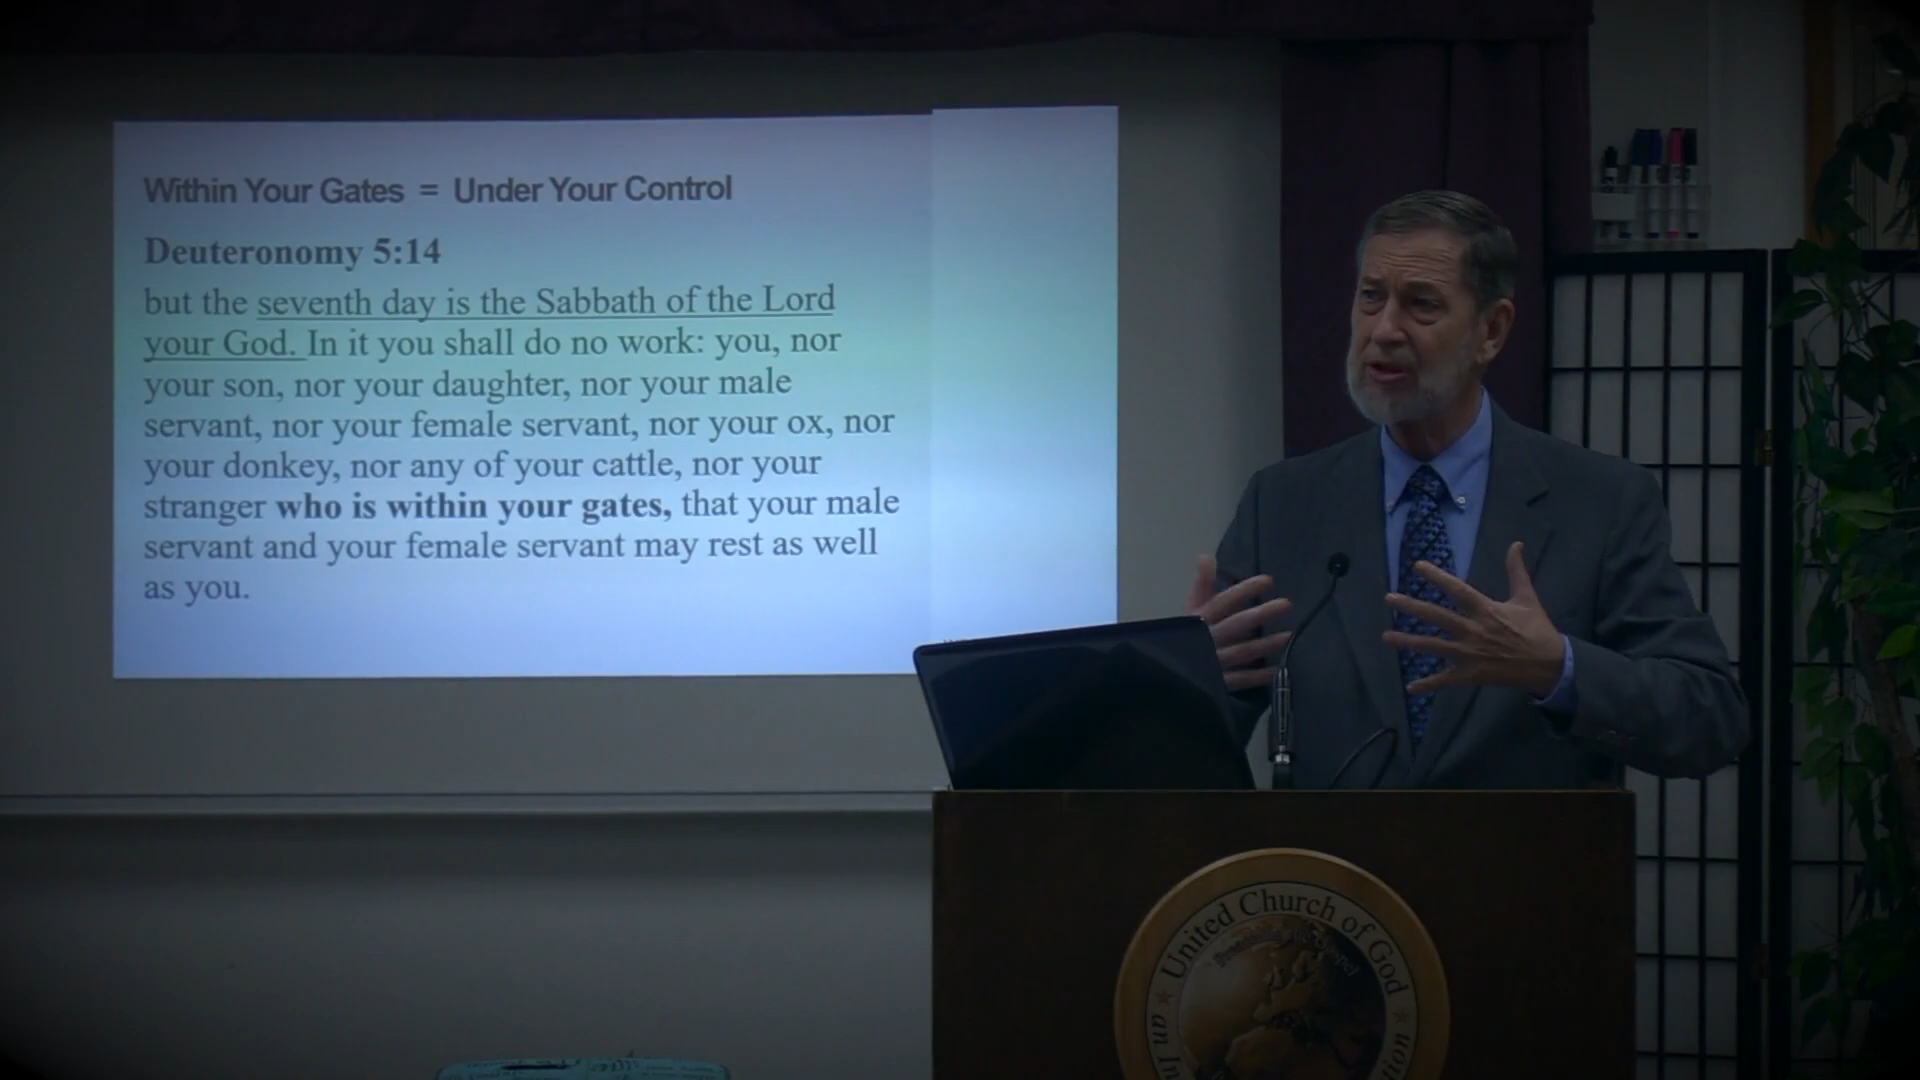 Within Your Gates = Under Your Control
Deuteronomy 5:14
but the seventh day is the Sabbath of the Lord
your God. In it you shall do no work: you, nor
your son, nor your daughter, nor your male
servant, nor your female servant, nor your ox, nor
your donkey, nor any of your cattle, nor your
stranger who is within your gates, that your male
servant and your female servant may rest as well
as you.
United Church of God